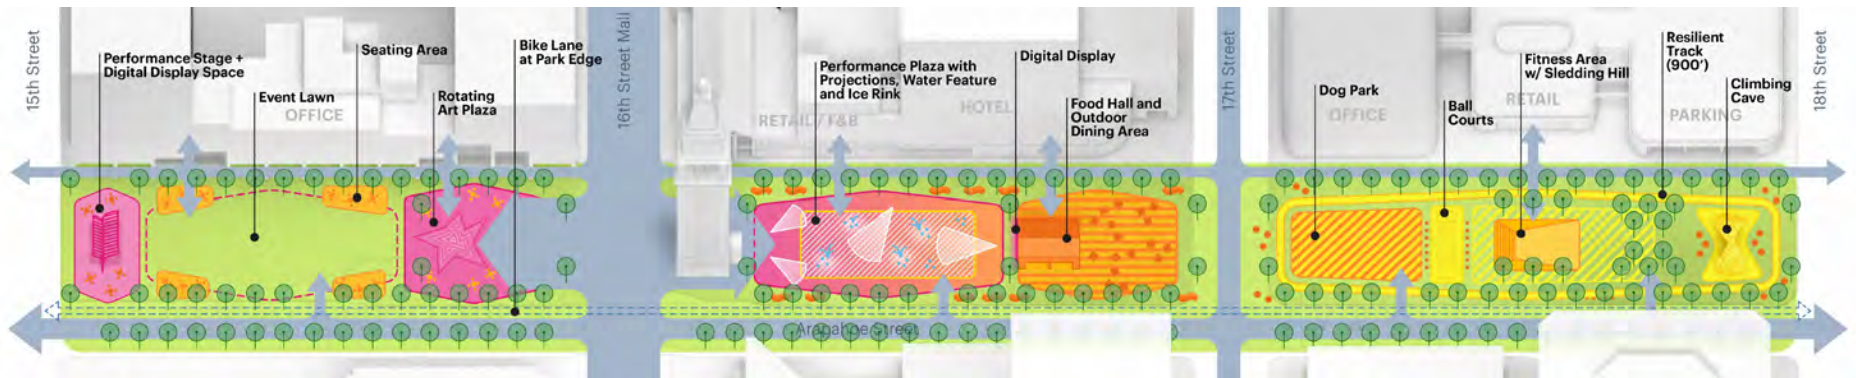 15th Street
Performance Stage +
Digital Display Space
Event Lawn
OFFICE
Seating Area
Rotating
Art Plaza
Bike Lane
at Park Edge
16th Street Mall
RETAIL / F&B
Performance Plaza with
Projections, Water Feature
and Ice Rink
HOTEL
Digital Display
Food Hall and
Outdoor
Dining Area
Arapahoe Street
17th Street
Dog Park
OFFICE
Ball
Courts
Fitness Area
w/ Sledding Hill
RETAIL
Resilient
Track
(900')
PARKING
Climbing
Cave
18th Street